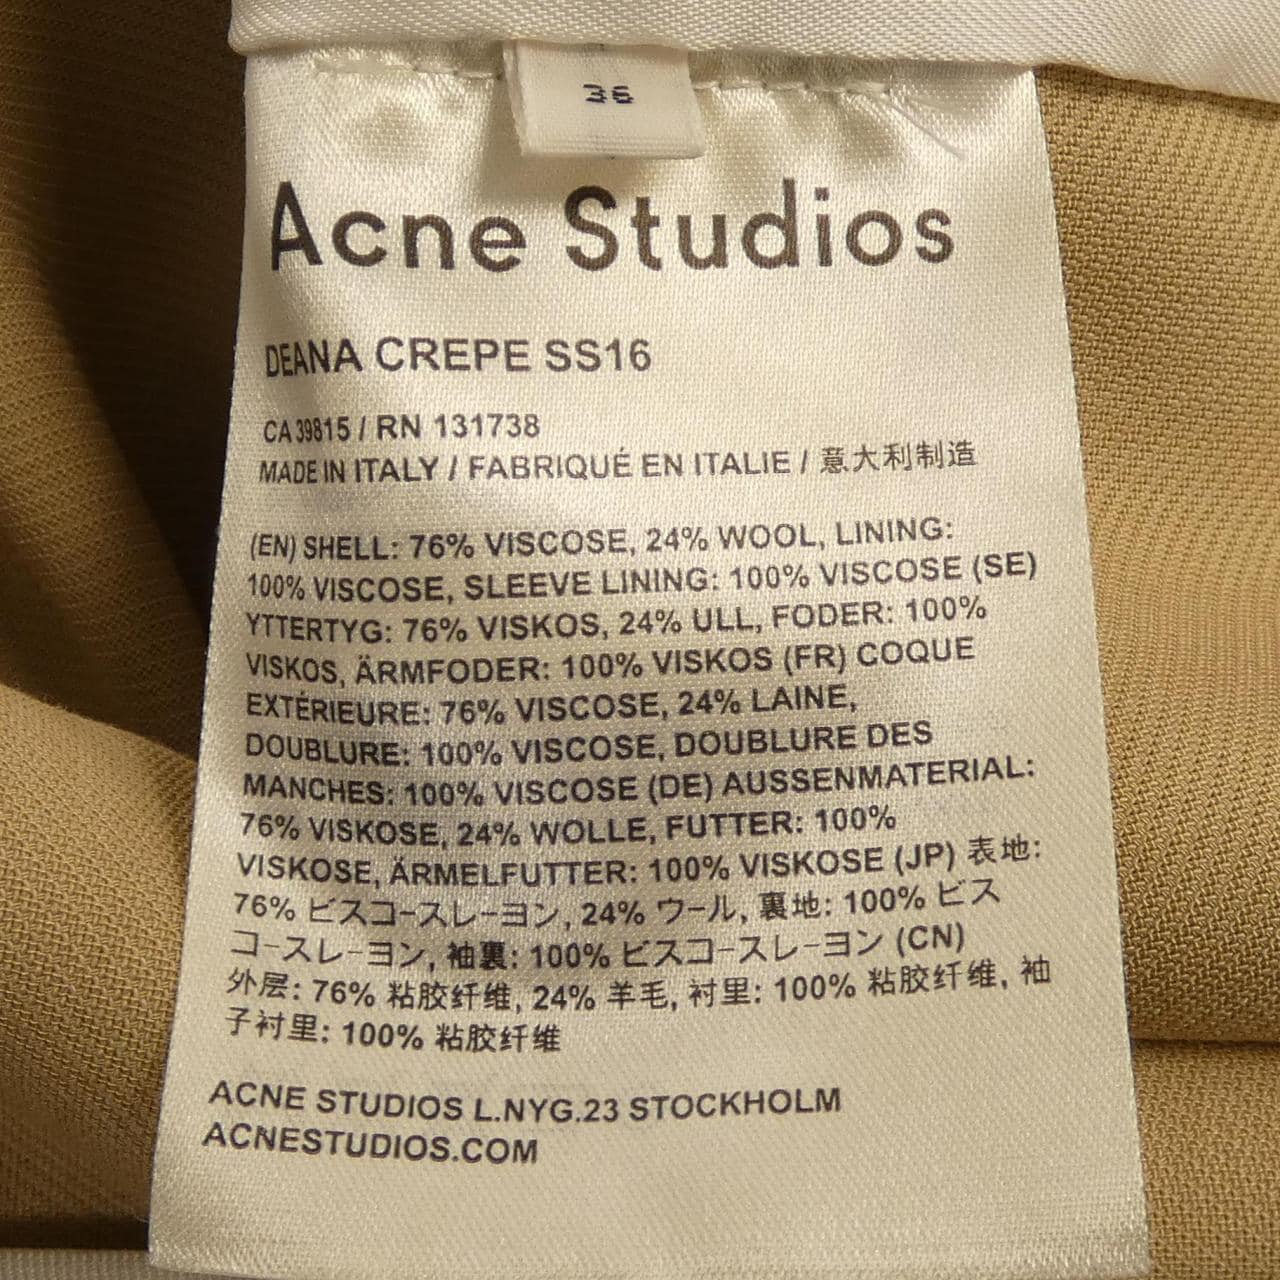 36
Acne Studios
DEANA CREPE SS16
CA 39815 / RN 131738
MADE IN ITALY / FABRIQUÉ EN ITALIE / 意大利制造
(EN) SHELL: 76% VISCOSE, 24% WOOL, LINING:
100% VISCOSE, SLEEVE LINING: 100% VISCOSE (SE)
YTTERTYG: 76% VISKOS, 24% ULL, FODER: 100%
VISKOS, ÄRMFODER: 100% VISKOS (FR) COQUE
EXTÉRIEURE: 76% VISCOSE, 24% LAINE,
DOUBLURE: 100% VISCOSE, DOUBLURE DES
MANCHES: 100% VISCOSE (DE) AUSSENMATERIAL:
76% VISKOSE, 24% WOLLE, FUTTER: 100%
VISKOSE, ÄRMELFUTTER: 100% VISKOSE (JP) 表地:
76% ビスコースレーヨン, 24% ウール, 裏地: 100% ビス
コースレーヨン, 袖裏: 100% ビスコースレーヨン (CN)
外层: 76% 粘胶纤维, 24% 羊毛, 衬里: 100% 粘胶纤维, 袖
子衬里: 100% 粘胶纤维
ACNE STUDIOS L.NYG.23 STOCKHOLM
ACNESTUDIOS.COM